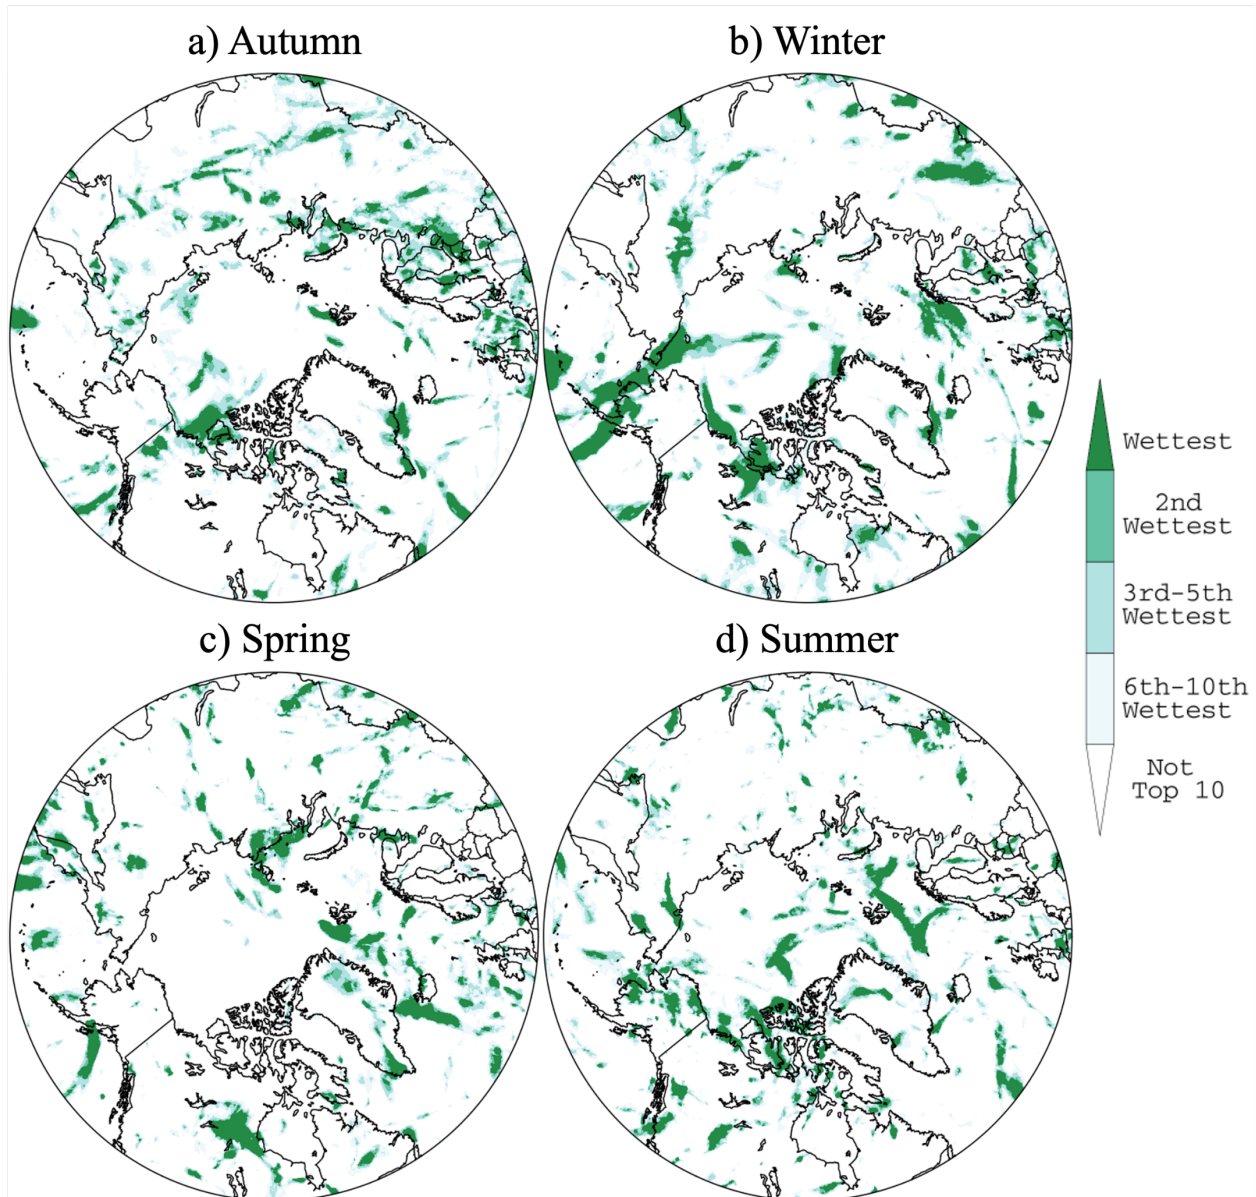 a) Autumn
b) Winter
c) Spring
d) Summer
Wettest
2nd
Wettest
3rd-5th
Wettest
6th-10th
Wettest
Not
Top 10